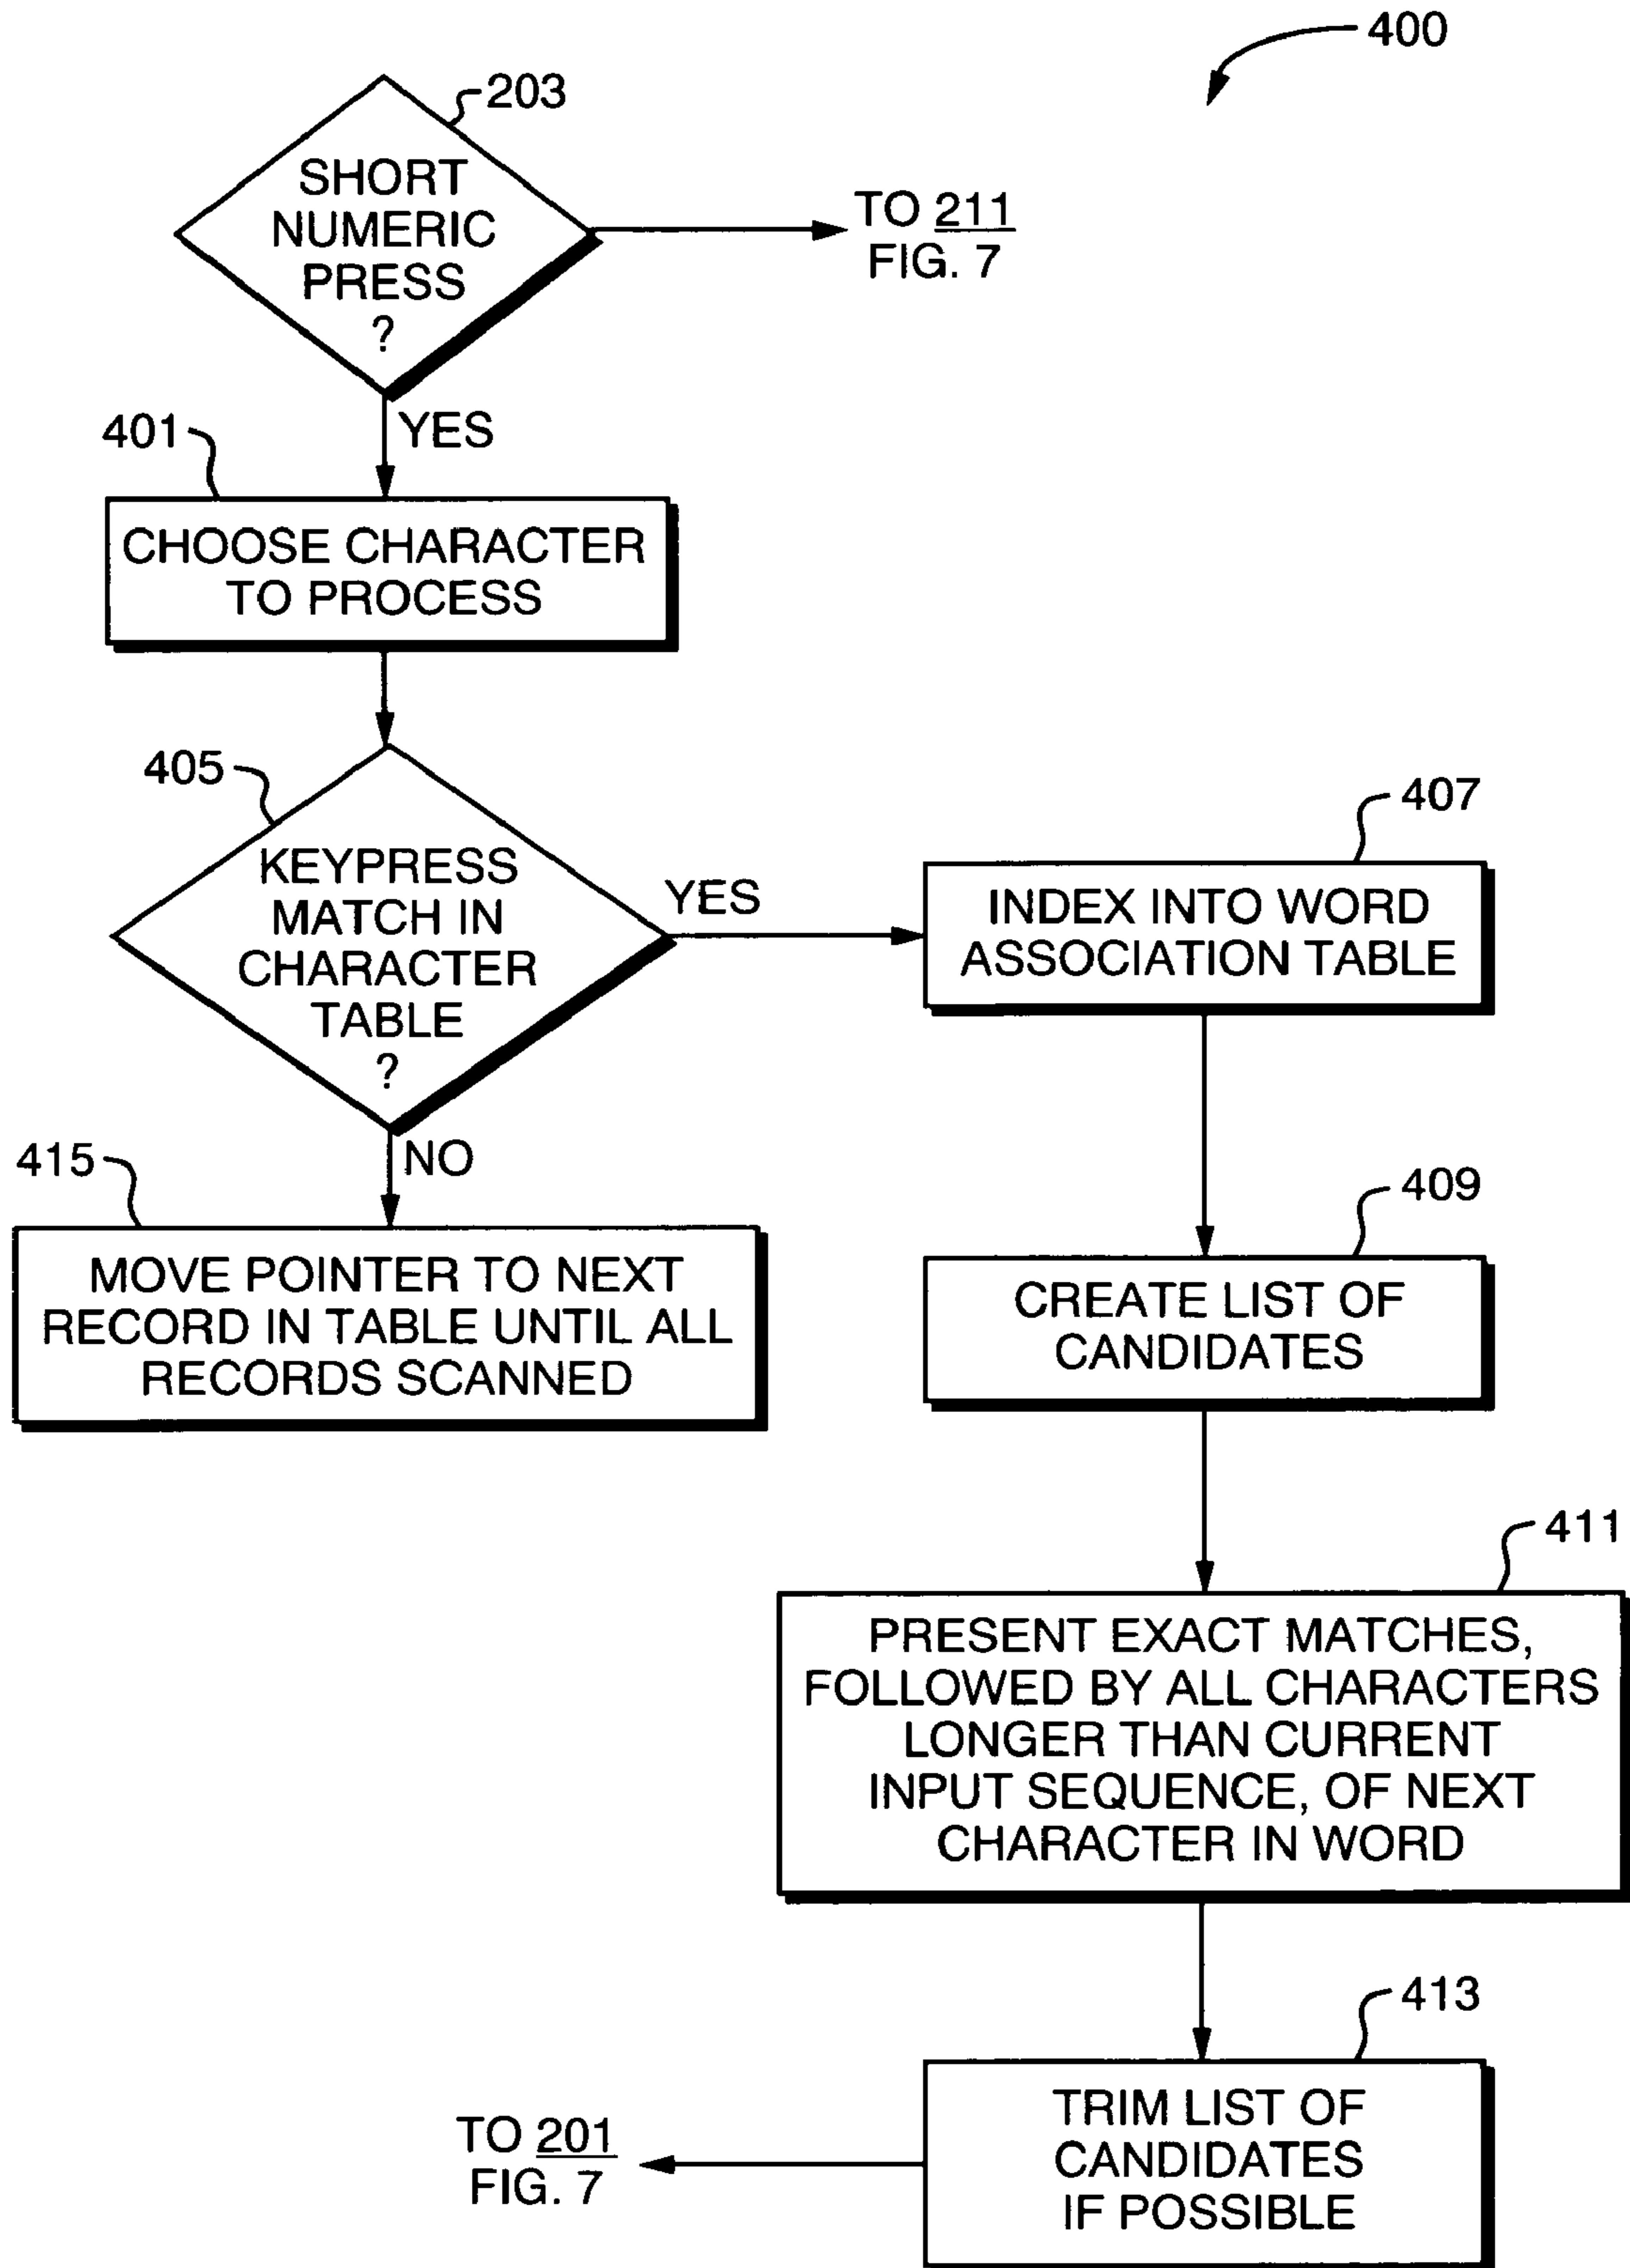 400
203
SHORT
NUMERIC
PRESS
?
TO 211
FIG. 7
YES
401
CHOOSE CHARACTER
TO PROCESS
405
KEYPRESS
MATCH IN
CHARACTER
TABLE
?
YES
407
INDEX INTO WORD
ASSOCIATION TABLE
NO
415
MOVE POINTER TO NEXT
RECORD IN TABLE UNTIL ALL
RECORDS SCANNED
409
CREATE LIST OF
CANDIDATES
411
PRESENT EXACT MATCHES,
FOLLOWED BY ALL CHARACTERS
LONGER THAN CURRENT
INPUT SEQUENCE, OF NEXT
CHARACTER IN WORD
413
TRIM LIST OF
CANDIDATES
IF POSSIBLE
TO 201
FIG. 7